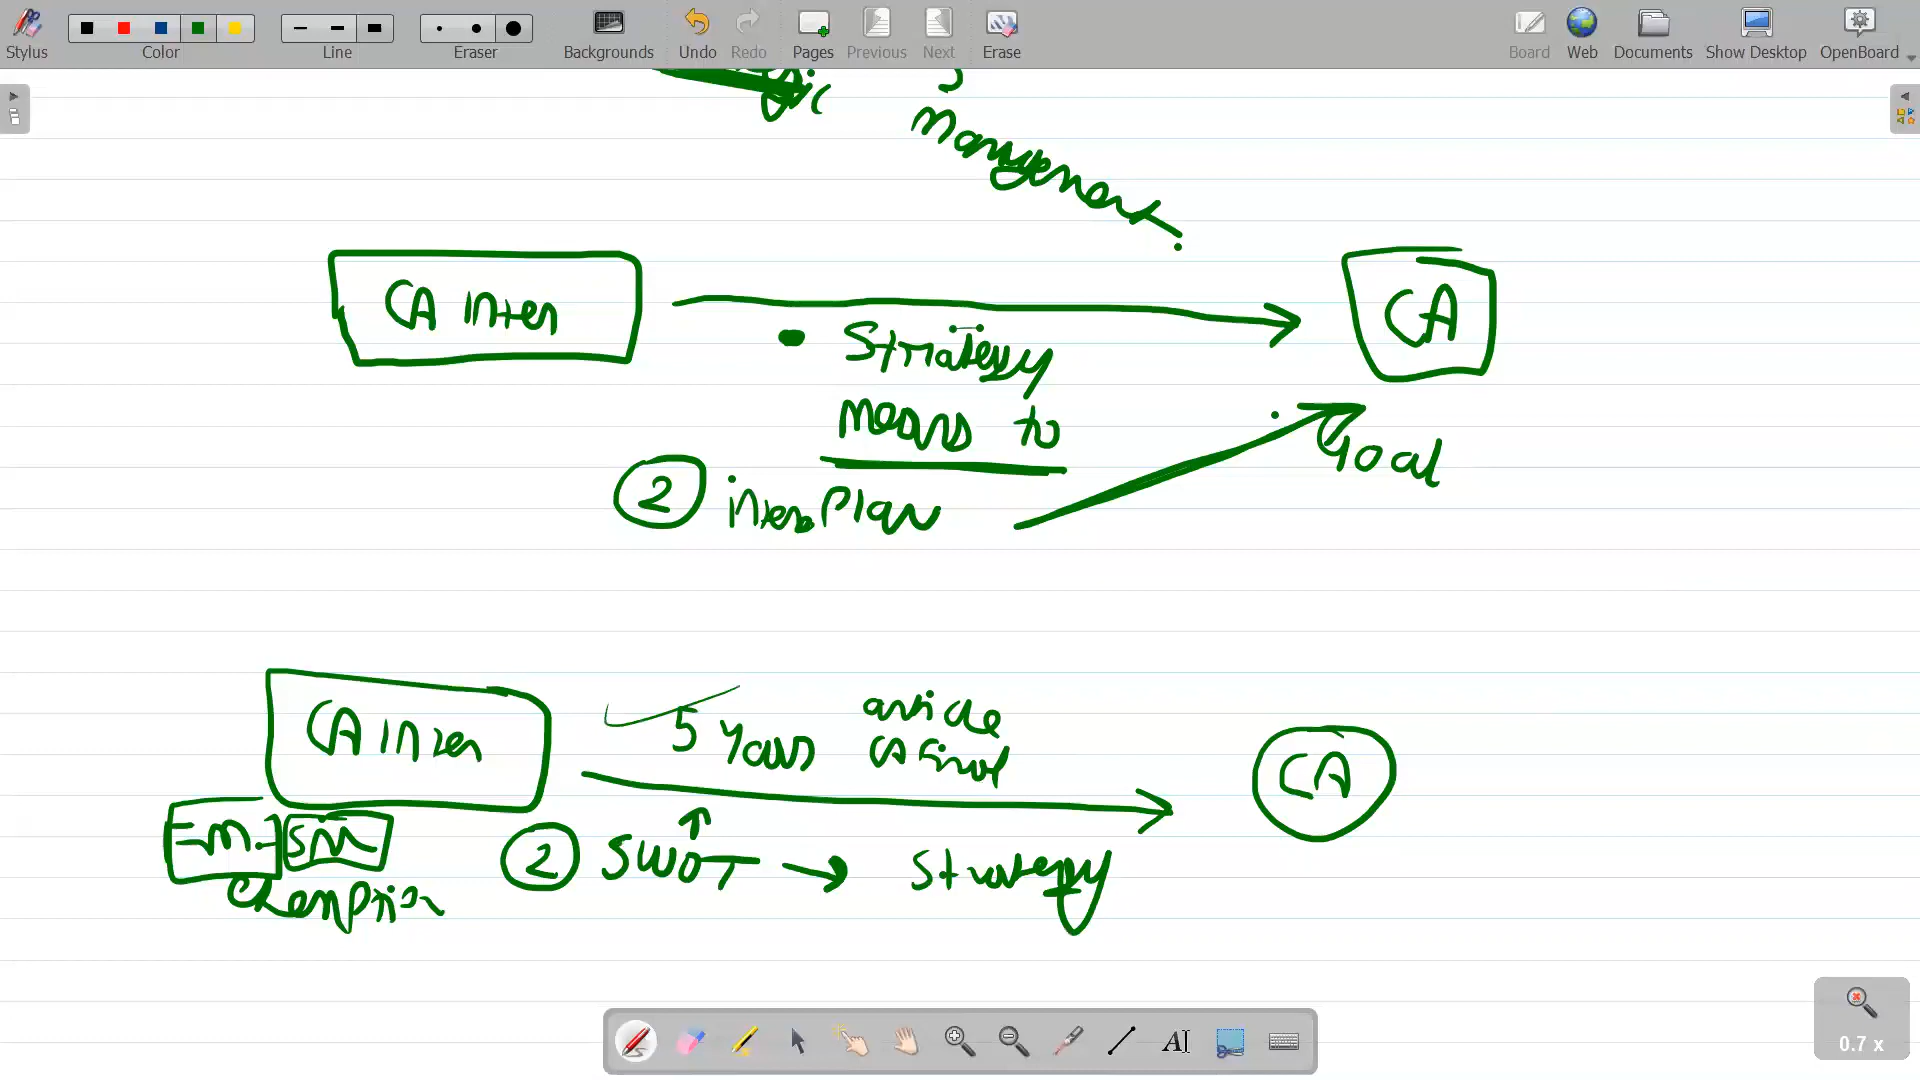 Stylus Color Line Eraser Backgrounds Undo Redo Pages Previous Next Erase Board Web Documents Show Desktop OpenBoard
Management.
CA Inter
CA
• Strategy
means to
Goal
2 inter Plan
CA Inter
5 Years
article
CA Final
CA
FM - SM
2 SWOT → Strategy
0.7 x